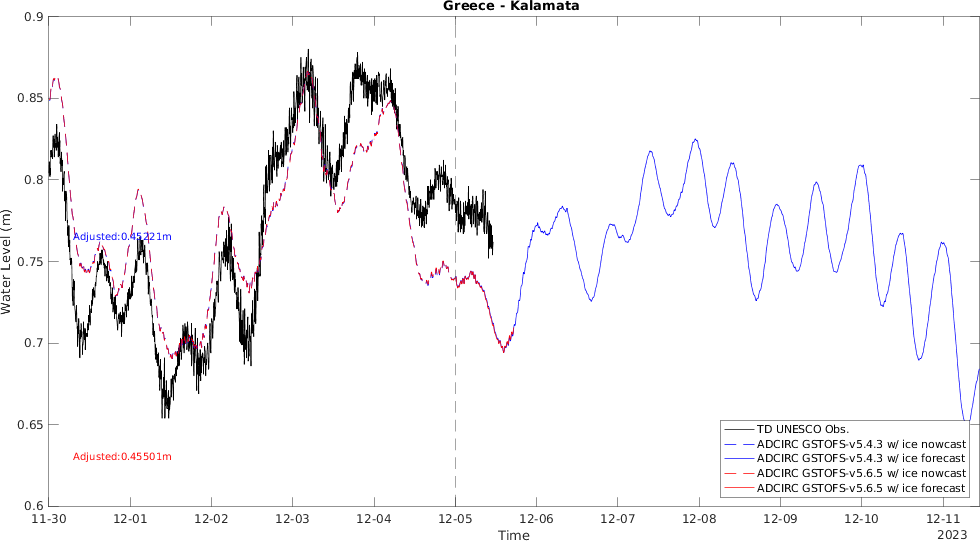 Greece - Kalamata
0.9
0.85
0.8
0.75
0.7
0.65
0.6
Water Level (m)
Adjusted:0.45221m
Adjusted:0.45501m
TD UNESCO Obs.
ADCIRC GSTOFS-v5.4.3 w/ ice nowcast
ADCIRC GSTOFS-v5.4.3 w/ ice forecast
ADCIRC GSTOFS-v5.6.5 w/ ice nowcast
ADCIRC GSTOFS-v5.6.5 w/ ice forecast
11-30 12-01 12-02 12-03 12-04 12-05 12-06 12-07 12-08 12-09 12-10 12-11
Time
2023